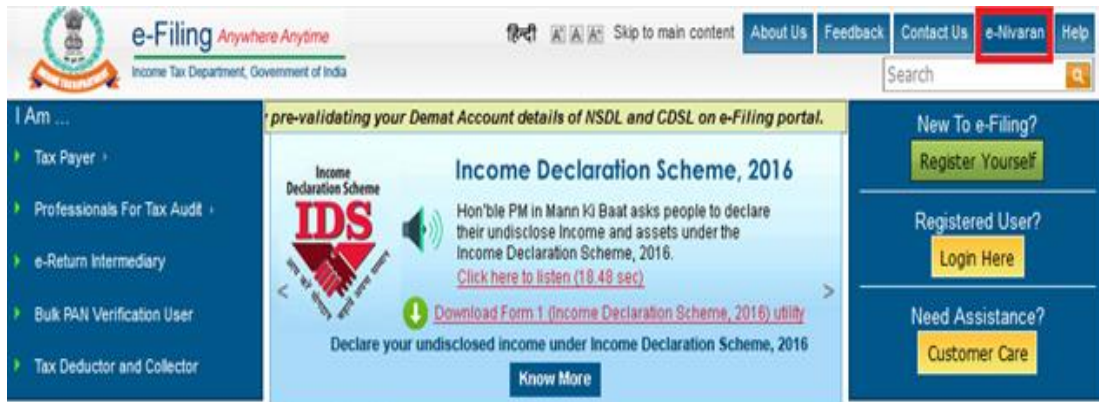 e-Filing Anywhere Anytime
Income Tax Department, Government of India
हिन्दी A A A Skip to main content About Us Feedback Contact Us e-Nivaran Help
Search
I Am ...
Tax Payer
Professionals For Tax Audit
e-Return Intermediary
Bulk PAN Verification User
Tax Deductor and Collector
pre-validating your Demat Account details of NSDL and CDSL on e-Filing portal.
Income
Declaration Scheme
IDS
Income Declaration Scheme, 2016
Hon'ble PM in Mann Ki Baat asks people to declare
their undisclose Income and assets under the
Income Declaration Scheme, 2016.
Click here to listen (18.48 sec)
Download Form 1 (Income Declaration Scheme, 2016) utility
Declare your undisclosed income under Income Declaration Scheme, 2016
Know More
New To e-Filing?
Register Yourself
Registered User?
Login Here
Need Assistance?
Customer Care